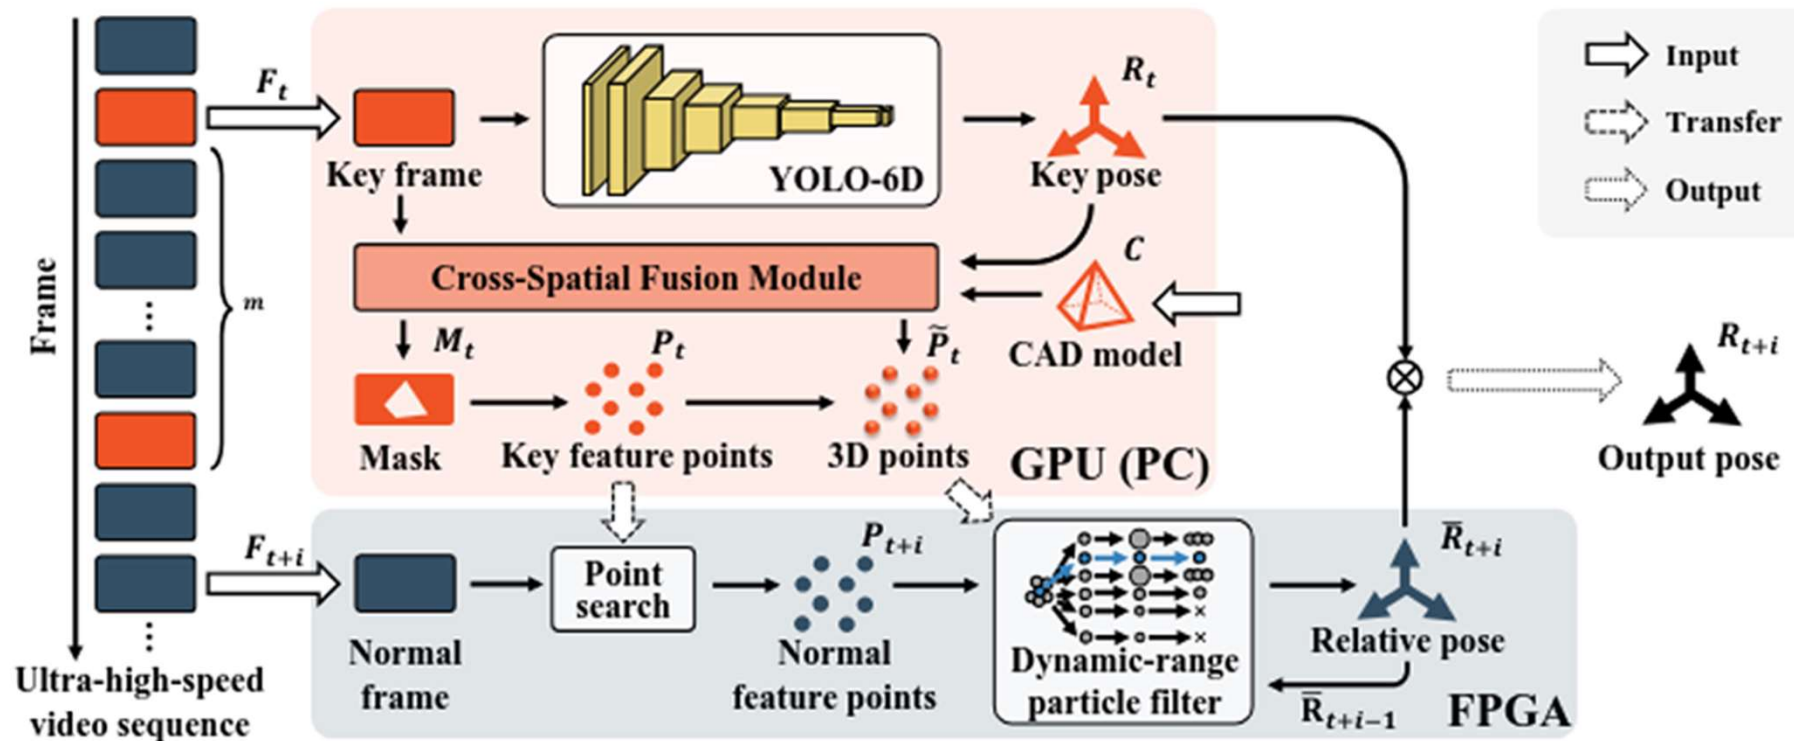 Frame
Ultra-high-speed
video sequence
m
F_t
Key frame
YOLO-6D
R_t
Key pose
Cross-Spatial Fusion Module
C
CAD model
M_t
Mask
P_t
Key feature points
P̃_t
3D points
GPU (PC)
F_{t+i}
Normal
frame
Point
search
P_{t+i}
Normal
feature points
Dynamic-range
particle filter
R̅_{t+i}
Relative pose
R̅_{t+i−1}
FPGA
R_{t+i}
Output pose
Input
Transfer
Output